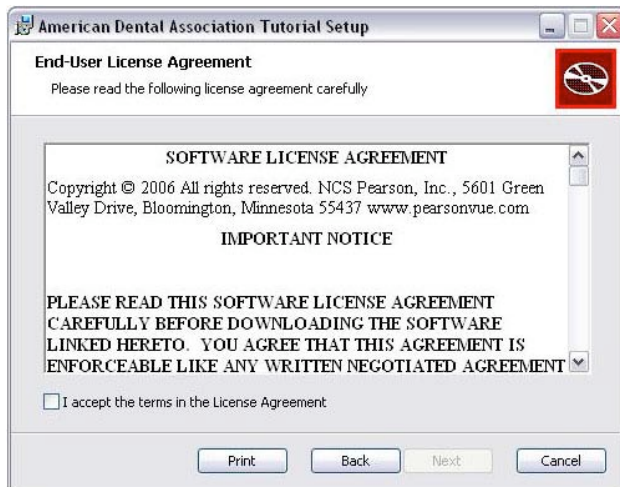 American Dental Association Tutorial Setup
End-User License Agreement
Please read the following license agreement carefully
SOFTWARE LICENSE AGREEMENT
Copyright © 2006 All rights reserved. NCS Pearson, Inc., 5601 Green
Valley Drive, Bloomington, Minnesota 55437 www.pearsonvue.com
IMPORTANT NOTICE
PLEASE READ THIS SOFTWARE LICENSE AGREEMENT
CAREFULLY BEFORE DOWNLOADING THE SOFTWARE
LINKED HERETO. YOU AGREE THAT THIS AGREEMENT IS
ENFORCEABLE LIKE ANY WRITTEN NEGOTIATED AGREEMENT
I accept the terms in the License Agreement
Print Back Next Cancel